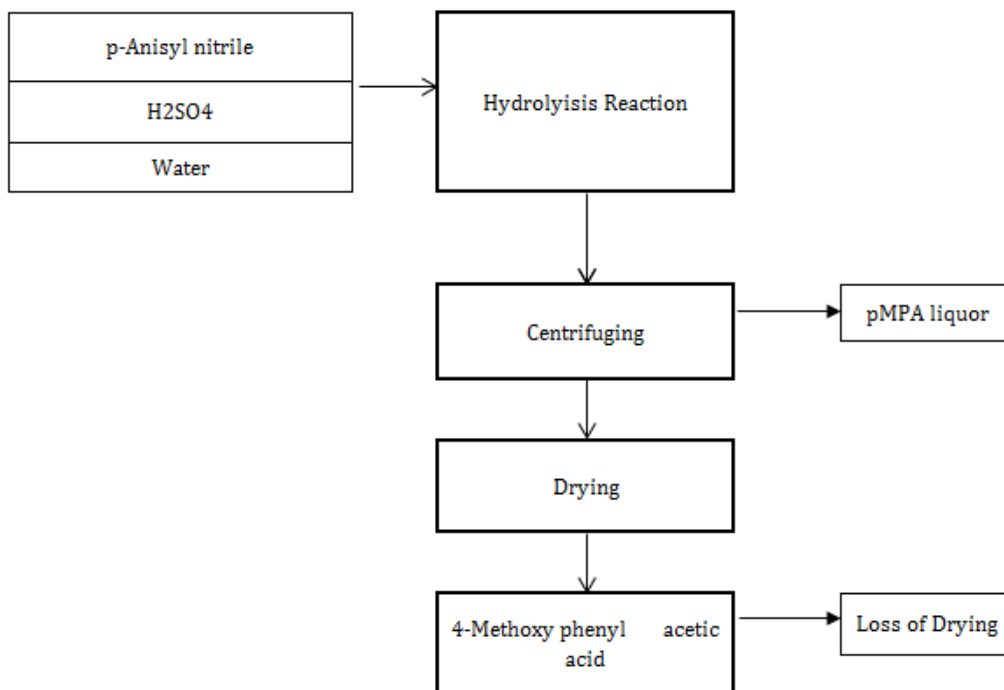 p-Anisyl nitrile
H2SO4
Water
Hydrolyisis Reaction
Centrifuging
pMPA liquor
Drying
4-Methoxy phenyl acetic
acid
Loss of Drying